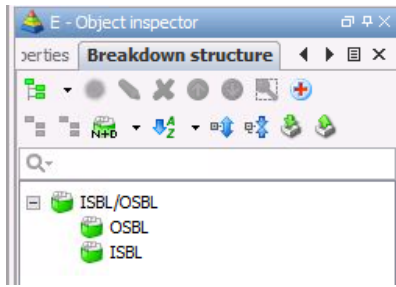 E - Object inspector
perties Breakdown structure
N+D A Z
ISBL/OSBL
OSBL
ISBL